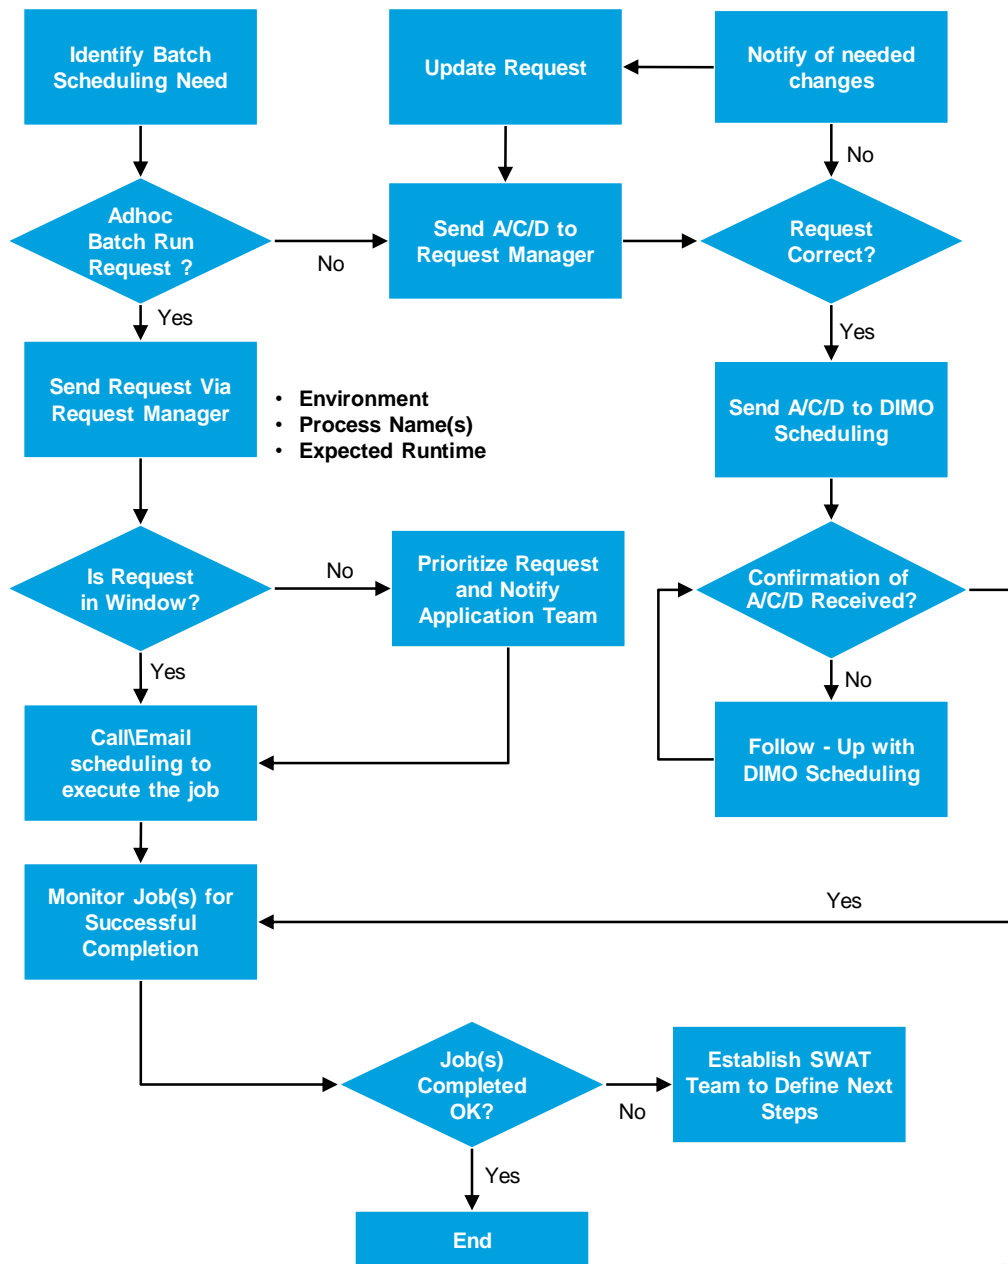 Identify Batch
Scheduling Need
Update Request
Notify of needed
changes
No
Adhoc
Batch Run
Request ?
No
Send A/C/D to
Request Manager
Request
Correct?
Yes
Yes
Send Request Via
Request Manager
• Environment
• Process Name(s)
• Expected Runtime
Send A/C/D to DIMO
Scheduling
Is Request
in Window?
No
Prioritize Request
and Notify
Application Team
Confirmation of
A/C/D Received?
Yes
No
Call\Email
scheduling to
execute the job
Follow - Up with
DIMO Scheduling
Monitor Job(s) for
Successful
Completion
Yes
Job(s)
Completed
OK?
No
Establish SWAT
Team to Define Next
Steps
Yes
End